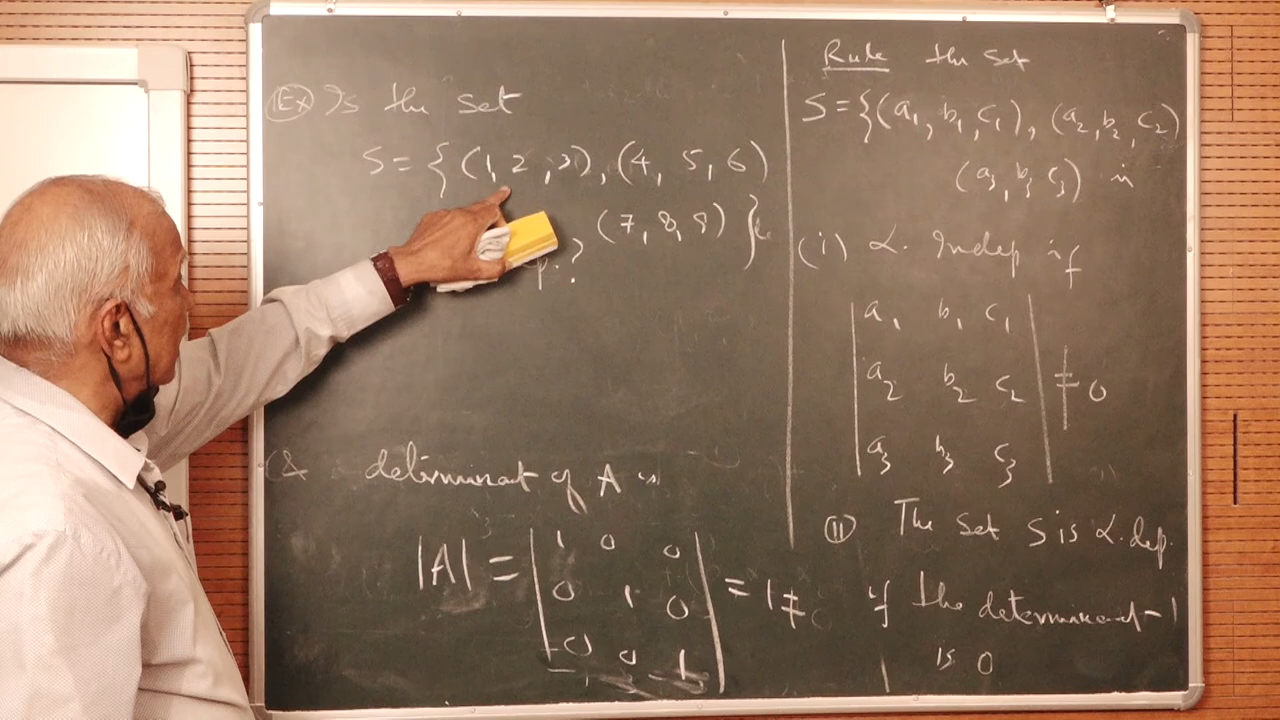 Ex Is the set
S = { (1, 2, 3), (4, 5, 6)
(7, 8, 8) }
p.?
determinant of A is
|A| = | 1 0 0 | = 1 ≠
0 1 0
0 0 1
Rule the set
S = {(a₁, b₁, c₁), (a₂, b₂, c₂)
(a₃, b₃ c₃) is
(i) L. Indep if
| a₁ b₁ c₁ |
| a₂ b₂ c₂ | ≠ 0
| a₃ b₃ c₃ |
(ii) The set S is L. dep.
if the determinant
is 0